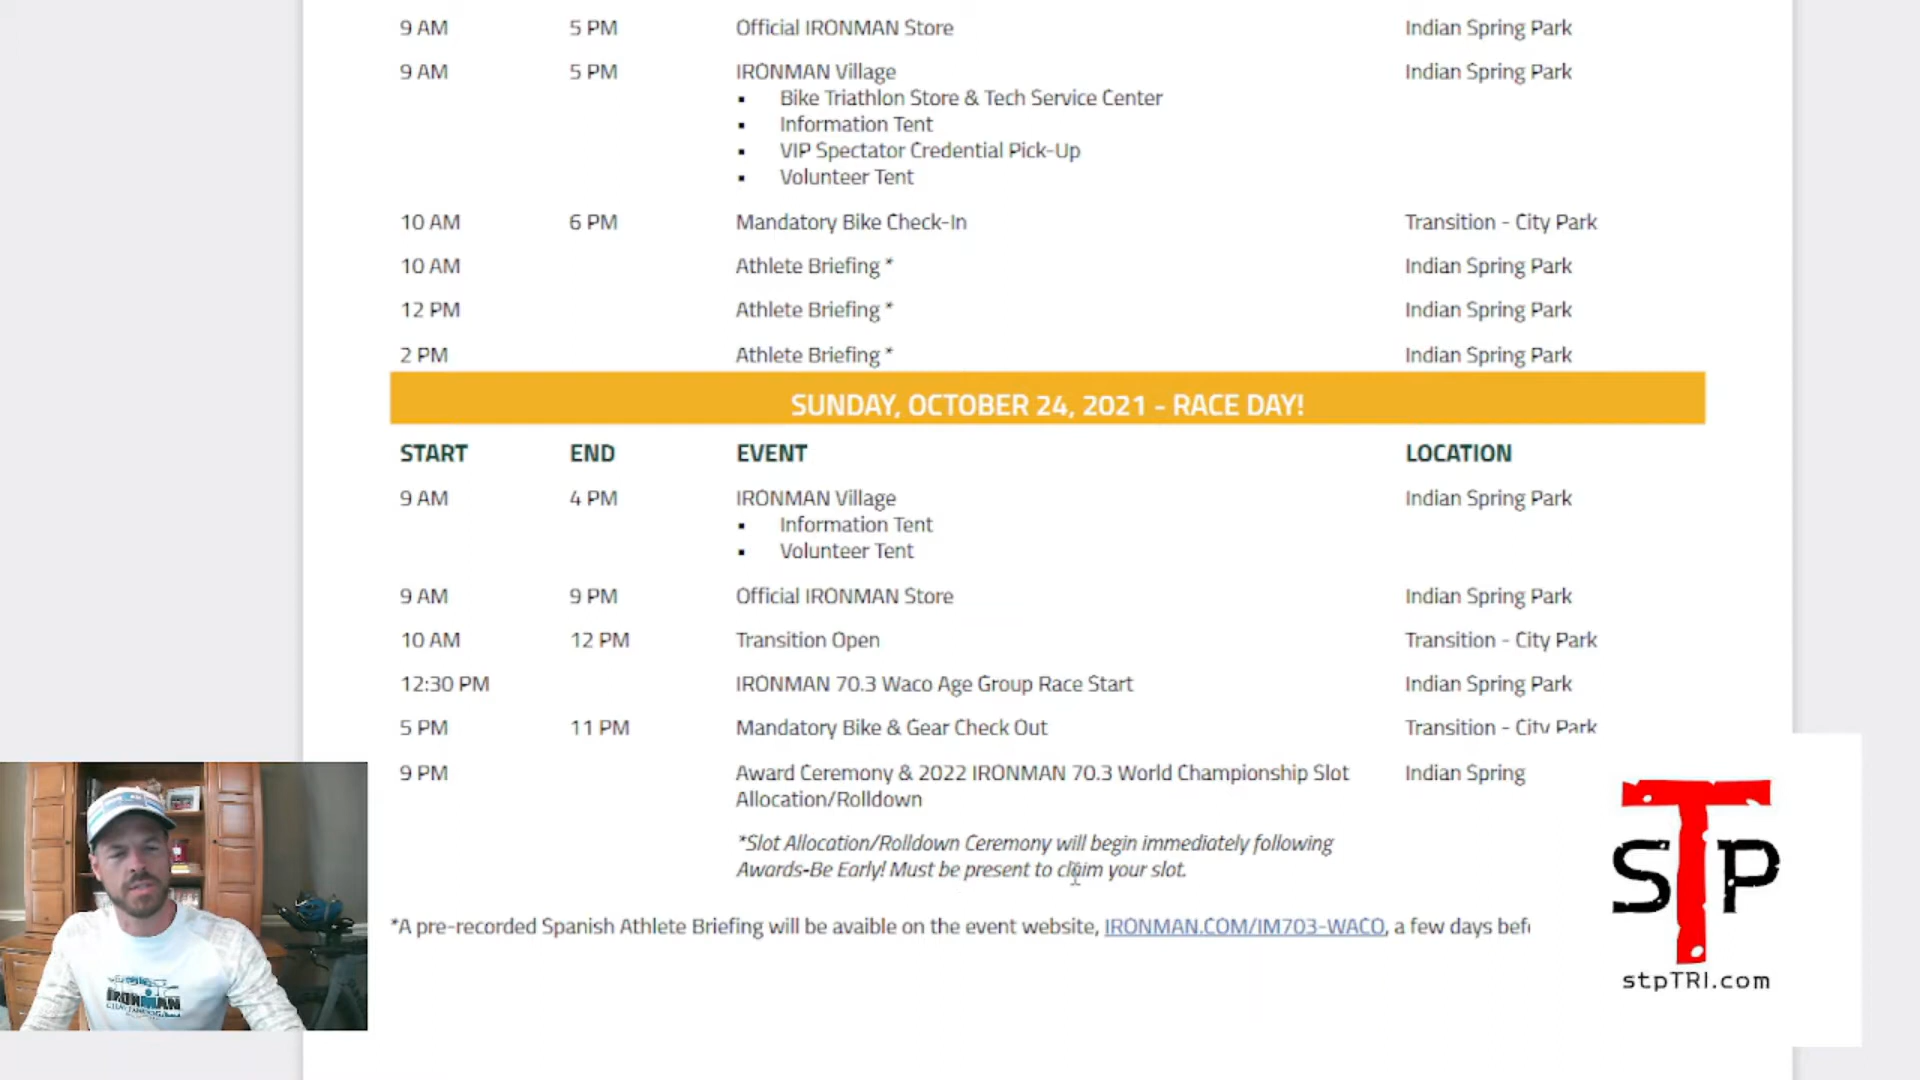 9 AM 5 PM Official IRONMAN Store Indian Spring Park
9 AM 5 PM IRONMAN Village Indian Spring Park
▪ Bike Triathlon Store & Tech Service Center
▪ Information Tent
▪ VIP Spectator Credential Pick-Up
▪ Volunteer Tent
10 AM 6 PM Mandatory Bike Check-In Transition - City Park
10 AM Athlete Briefing * Indian Spring Park
12 PM Athlete Briefing * Indian Spring Park
2 PM Athlete Briefing * Indian Spring Park
SUNDAY, OCTOBER 24, 2021 - RACE DAY!
START END EVENT LOCATION
9 AM 4 PM IRONMAN Village Indian Spring Park
▪ Information Tent
▪ Volunteer Tent
9 AM 9 PM Official IRONMAN Store Indian Spring Park
10 AM 12 PM Transition Open Transition - City Park
12:30 PM IRONMAN 70.3 Waco Age Group Race Start Indian Spring Park
5 PM 11 PM Mandatory Bike & Gear Check Out Transition - City Park
9 PM Award Ceremony & 2022 IRONMAN 70.3 World Championship Slot Indian Spring
Allocation/Rolldown
*Slot Allocation/Rolldown Ceremony will begin immediately following
Awards-Be Early! Must be present to claim your slot.
*A pre-recorded Spanish Athlete Briefing will be avaible on the event website, IRONMAN.COM/IM703-WACO, a few days befo
IRONMAN
STP
stpTRI.com